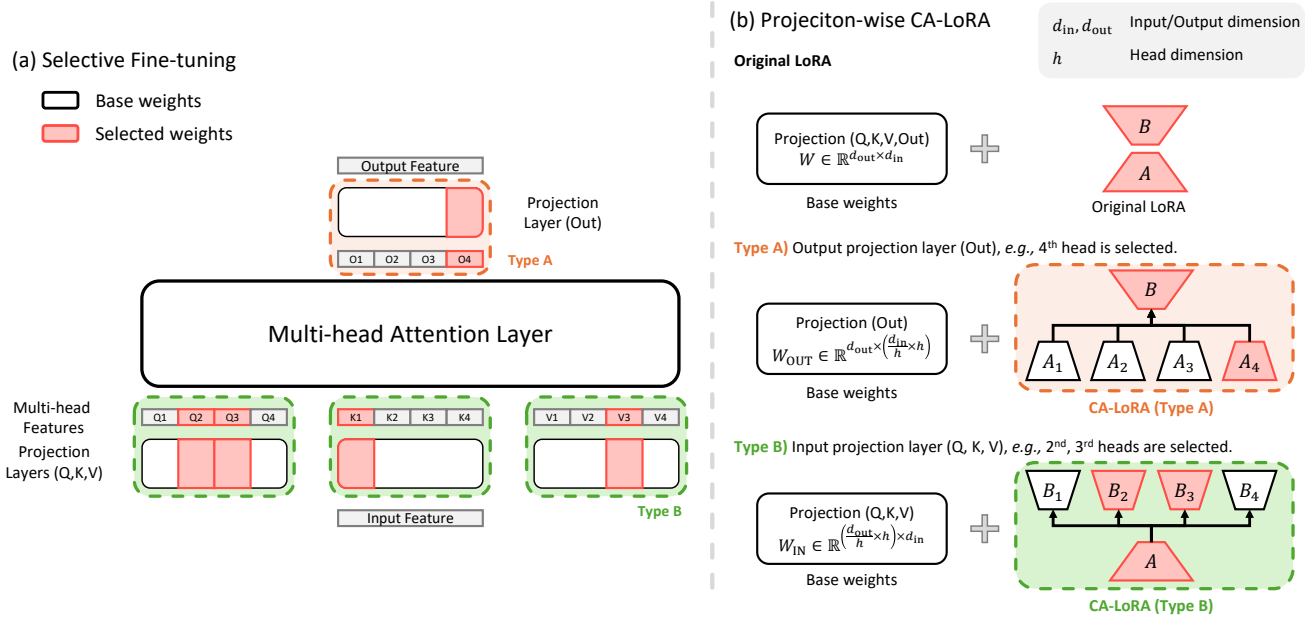 (a) Selective Fine-tuning
Base weights
Selected weights
Output Feature
Projection
Layer (Out)
O1 O2 O3 O4
Type A
Multi-head Attention Layer
Multi-head
Features
Q1 Q2 Q3 Q4
K1 K2 K3 K4
V1 V2 V3 V4
Projection
Layers (Q,K,V)
Input Feature
Type B
(b) Projeciton-wise CA-LoRA
d_in, d_out Input/Output dimension
h Head dimension
Original LoRA
Projection (Q,K,V,Out)
W ∈ ℝ^{d_out×d_in}
Base weights
B
A
Original LoRA
Type A) Output projection layer (Out), e.g., 4th head is selected.
Projection (Out)
W_OUT ∈ ℝ^{d_out×(d_in/h×h)}
Base weights
B
A_1 A_2 A_3 A_4
CA-LoRA (Type A)
Type B) Input projection layer (Q, K, V), e.g., 2nd, 3rd heads are selected.
Projection (Q,K,V)
W_IN ∈ ℝ^{(d_out/h×h)×d_in}
Base weights
B_1 B_2 B_3 B_4
A
CA-LoRA (Type B)